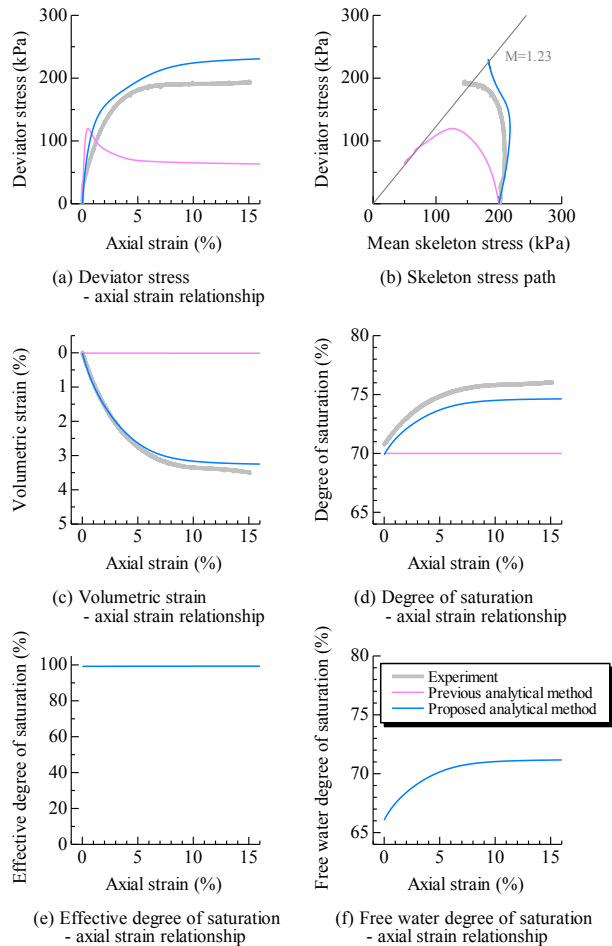 300
200
100
0
Deviator stress (kPa)
0 5 10 15
Axial strain (%)
(a) Deviator stress
- axial strain relationship
300
200
100
0
Deviator stress (kPa)
M=1.23
100 200 300
Mean skeleton stress (kPa)
(b) Skeleton stress path
0
1
2
3
4
5
Volumetric strain (%)
0 5 10 15
Axial strain (%)
(c) Volumetric strain
- axial strain relationship
80
75
70
65
Degree of saturation (%)
0 5 10 15
Axial strain (%)
(d) Degree of saturation
- axial strain relationship
100
80
60
40
20
0
Effective degree of saturation (%)
0 5 10 15
Axial strain (%)
(e) Effective degree of saturation
- axial strain relationship
80
75
70
65
Free water degree of saturation (%)
Experiment
Previous analytical method
Proposed analytical method
0 5 10 15
Axial strain (%)
(f) Free water degree of saturation
- axial strain relationship